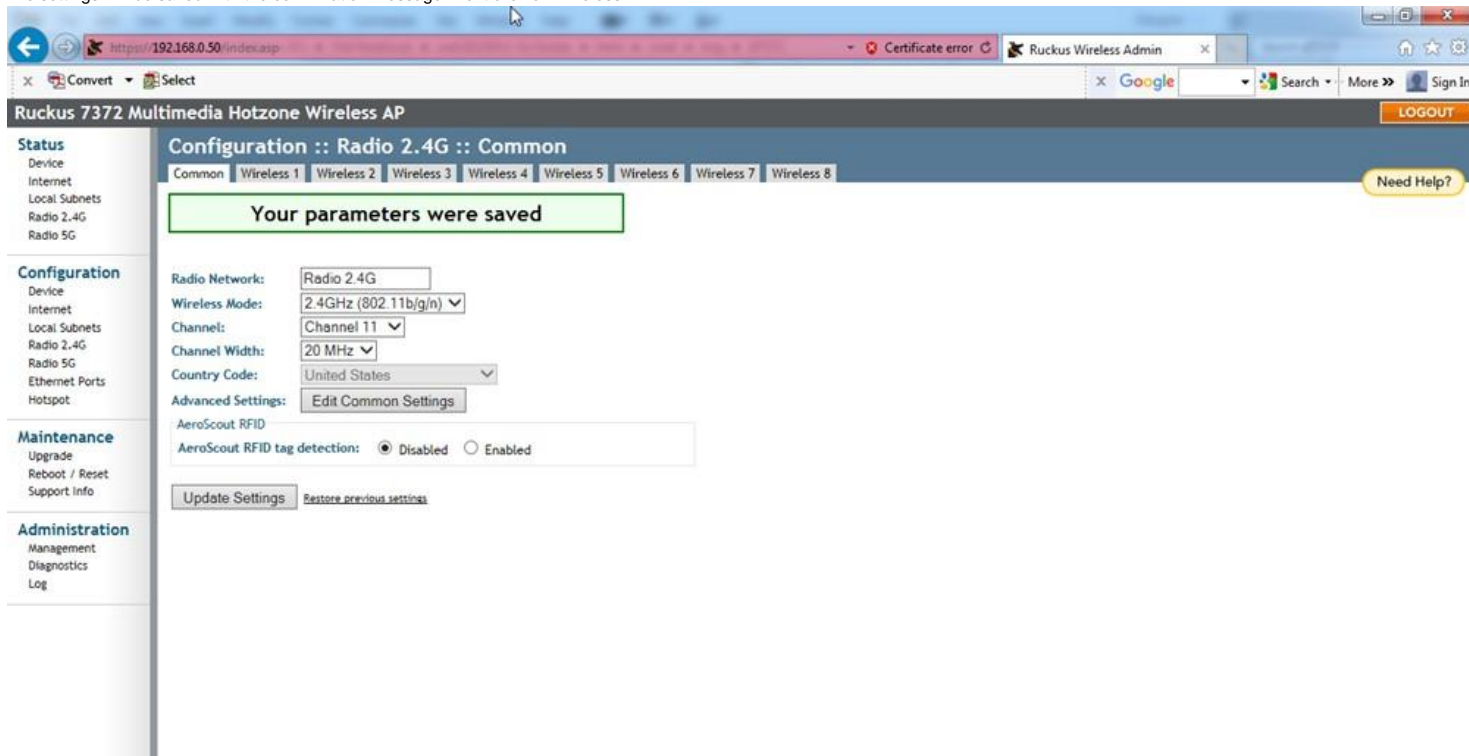 https://192.168.0.50/index.asp
Certificate error
Ruckus Wireless Admin
x Convert Select
x Google Search More >> Sign In
Ruckus 7372 Multimedia Hotzone Wireless AP
LOGOUT
Status
Device
Internet
Local Subnets
Radio 2.4G
Radio 5G
Configuration
Device
Internet
Local Subnets
Radio 2.4G
Radio 5G
Ethernet Ports
Hotspot
Maintenance
Upgrade
Reboot / Reset
Support Info
Administration
Management
Diagnostics
Log
Configuration :: Radio 2.4G :: Common
Common Wireless 1 Wireless 2 Wireless 3 Wireless 4 Wireless 5 Wireless 6 Wireless 7 Wireless 8
Need Help?
Your parameters were saved
Radio Network: Radio 2.4G
Wireless Mode: 2.4GHz (802.11b/g/n)
Channel: Channel 11
Channel Width: 20 MHz
Country Code: United States
Advanced Settings: Edit Common Settings
AeroScout RFID
AeroScout RFID tag detection: Disabled Enabled
Update Settings Restore previous settings